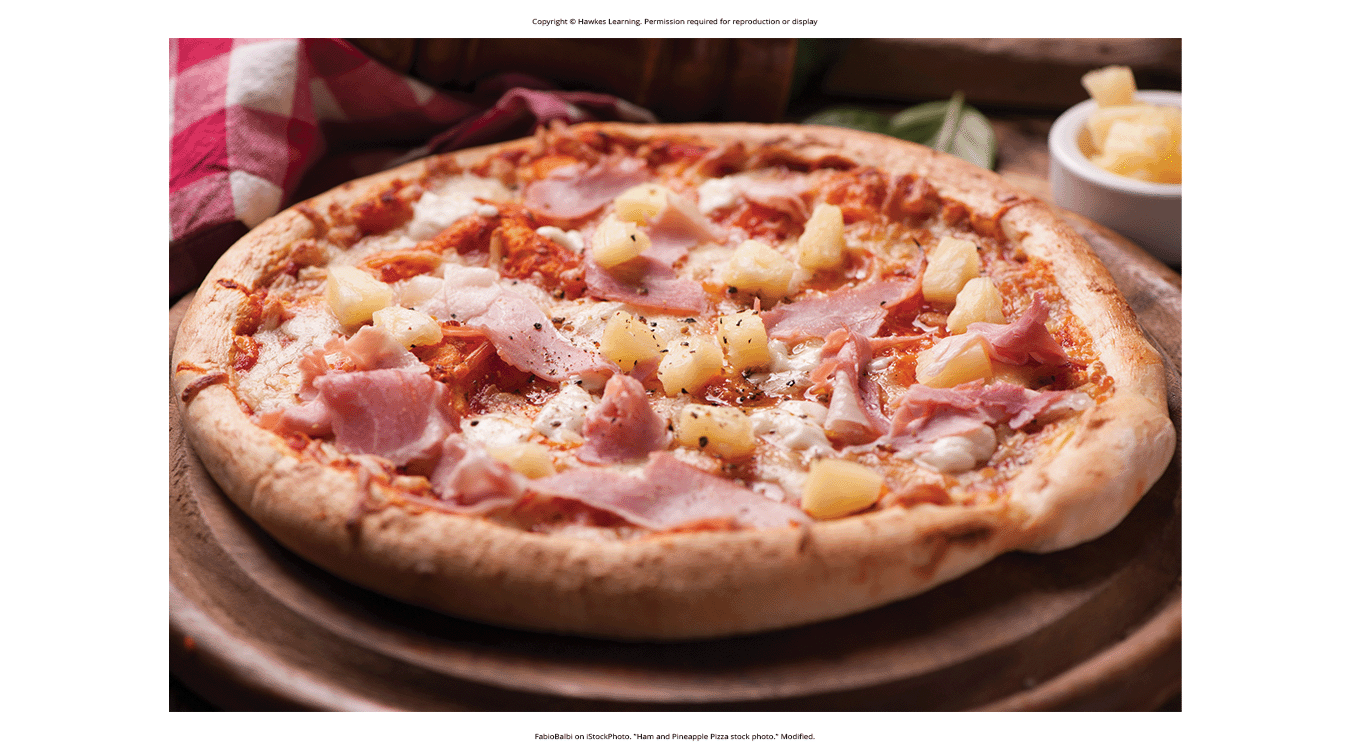 Copyright © Hawkes Learning. Permission required for reproduction or display
FabioBalbi on iStockPhoto. "Ham and Pineapple Pizza stock photo." Modified.